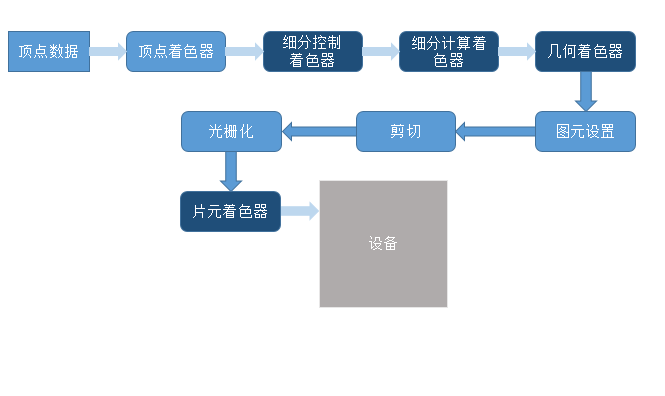 顶点数据
顶点着色器
细分控制
着色器
细分计算着
色器
几何着色器
图元设置
剪切
光栅化
片元着色器
设备